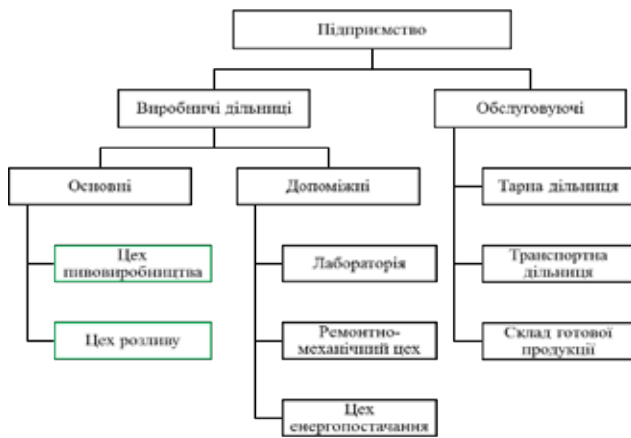 Підприємство
Виробничі дільниці
Обслуговуючі
Основні
Допоміжні
Тарна дільниця
Цех
пивовиробництва
Лабораторія
Транспортна
дільниця
Цех розливу
Ремонтно-
механічний цех
Склад готової
продукції
Цех
енергопостачання